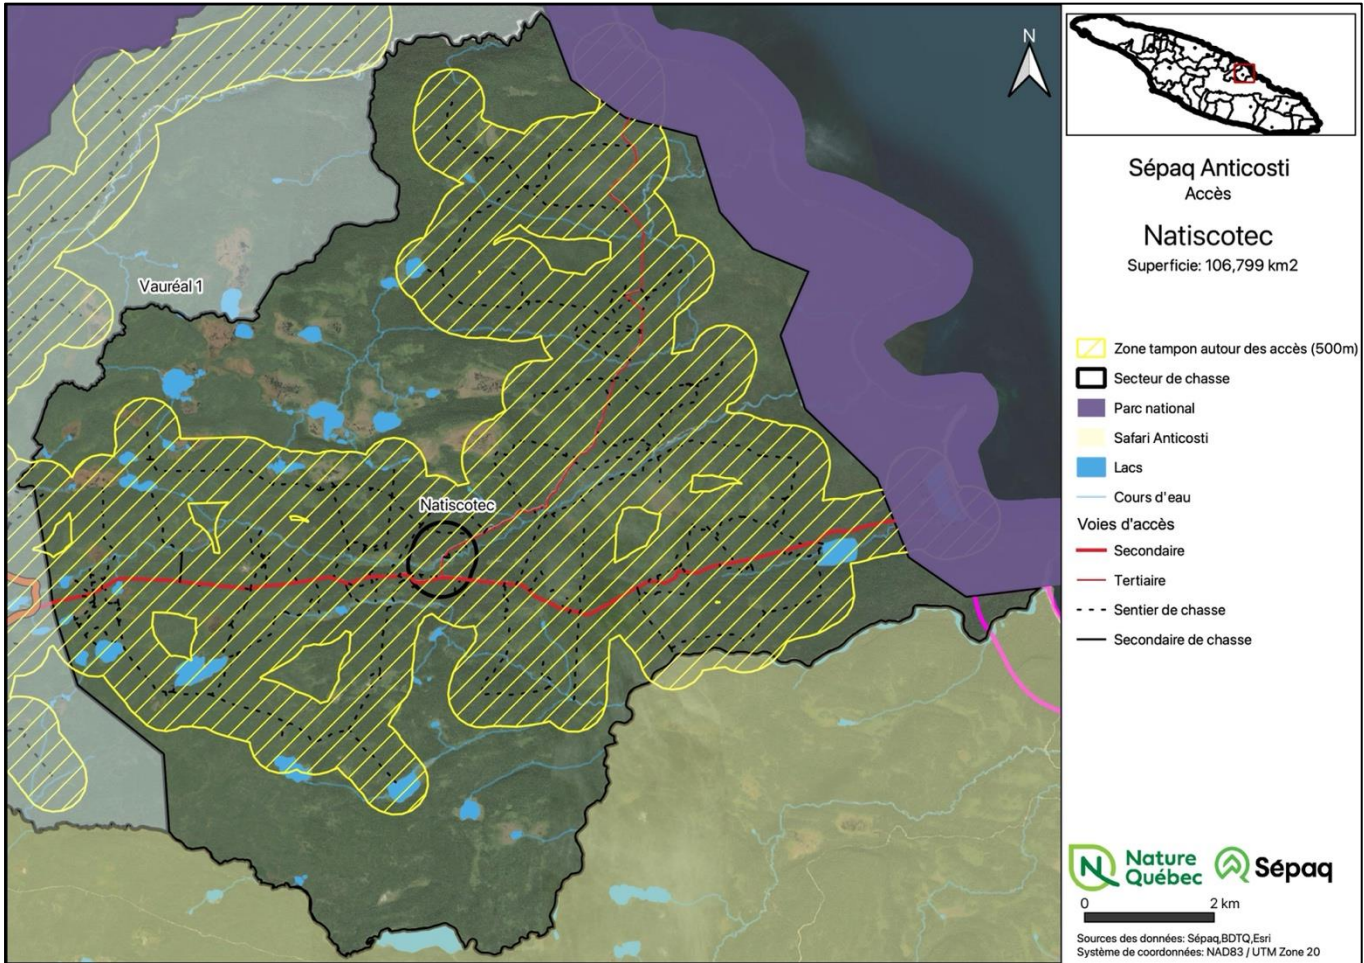 N
Vauréal 1
Natiscotec
Sépaq Anticosti
Accès
Natiscotec
Superficie: 106,799 km2
Zone tampon autour des accès (500m)
Secteur de chasse
Parc national
Safari Anticosti
Lacs
Cours d'eau
Voies d'accès
Secondaire
Tertiaire
Sentier de chasse
Secondaire de chasse
N Nature
Québec
Sépaq
0 2 km
Sources des données: Sépaq,BDTQ,Esri
Système de coordonnées: NAD83 / UTM Zone 20